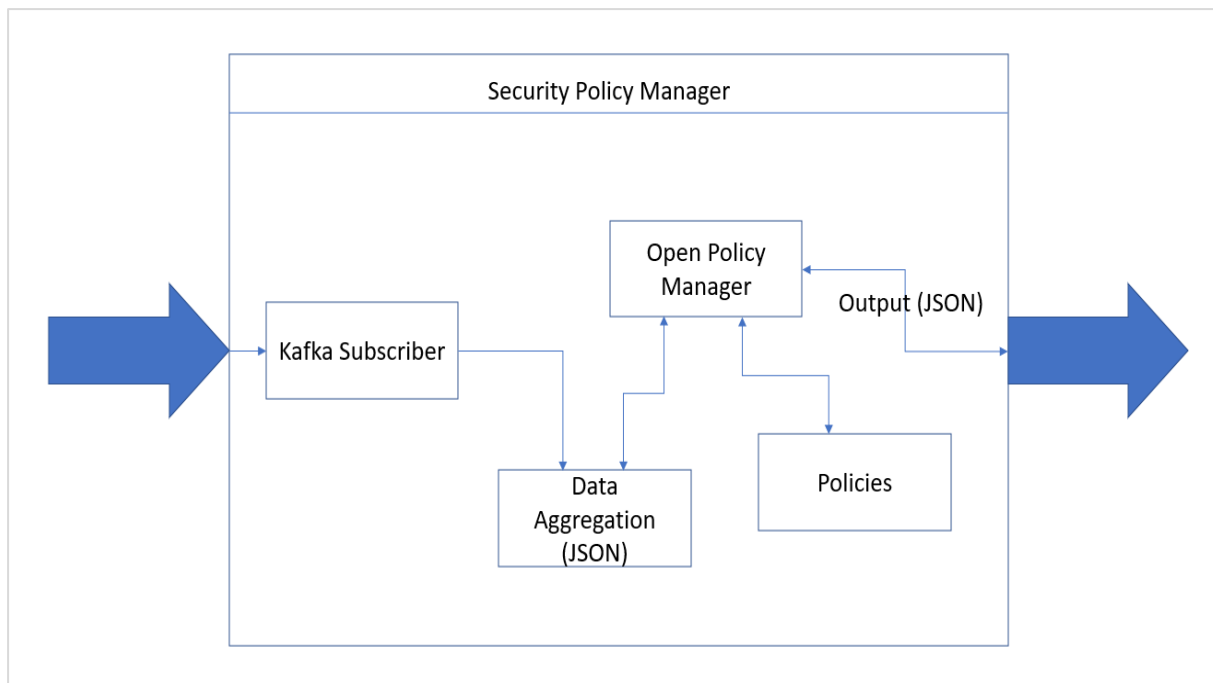 Security Policy Manager
Open Policy
Manager
Output (JSON)
Kafka Subscriber
Data
Aggregation
(JSON)
Policies